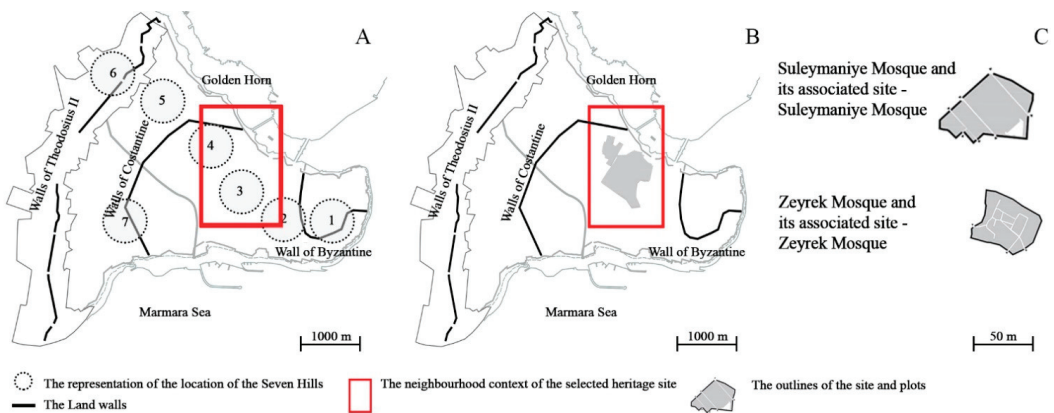 A
Golden Horn
6
5
4
3
2
1
7
Walls of Theodosius II
Walls of Costantine
Wall of Byzantine
Marmara Sea
1000 m
B
Golden Horn
Walls of Theodosius II
Walls of Costantine
Wall of Byzantine
Marmara Sea
1000 m
C
Suleymaniye Mosque and
its associated site -
Suleymaniye Mosque
Zeyrek Mosque and
its associated site -
Zeyrek Mosque
50 m
The representation of the location of the Seven Hills
The Land walls
The neighbourhood context of the selected heritage site
The outlines of the site and plots